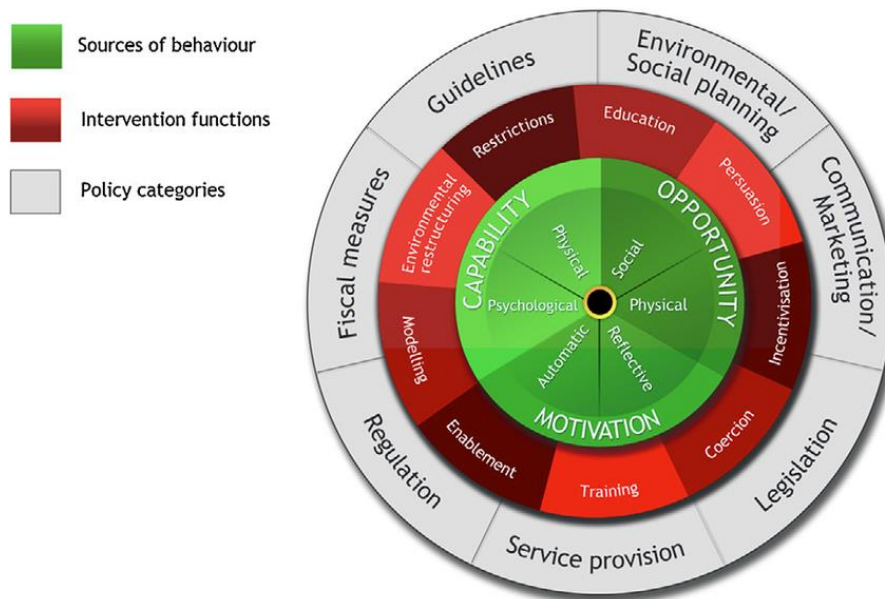 Sources of behaviour
Intervention functions
Policy categories
Guidelines
Environmental/
Social planning
Communication/
Marketing
Legislation
Service provision
Regulation
Fiscal measures
Restrictions
Education
Persuasion
Incentivisation
Coercion
Training
Enablement
Modelling
Environmental
restructuring
CAPABILITY
OPPORTUNITY
MOTIVATION
Physical
Social
Physical
Reflective
Automatic
Psychological